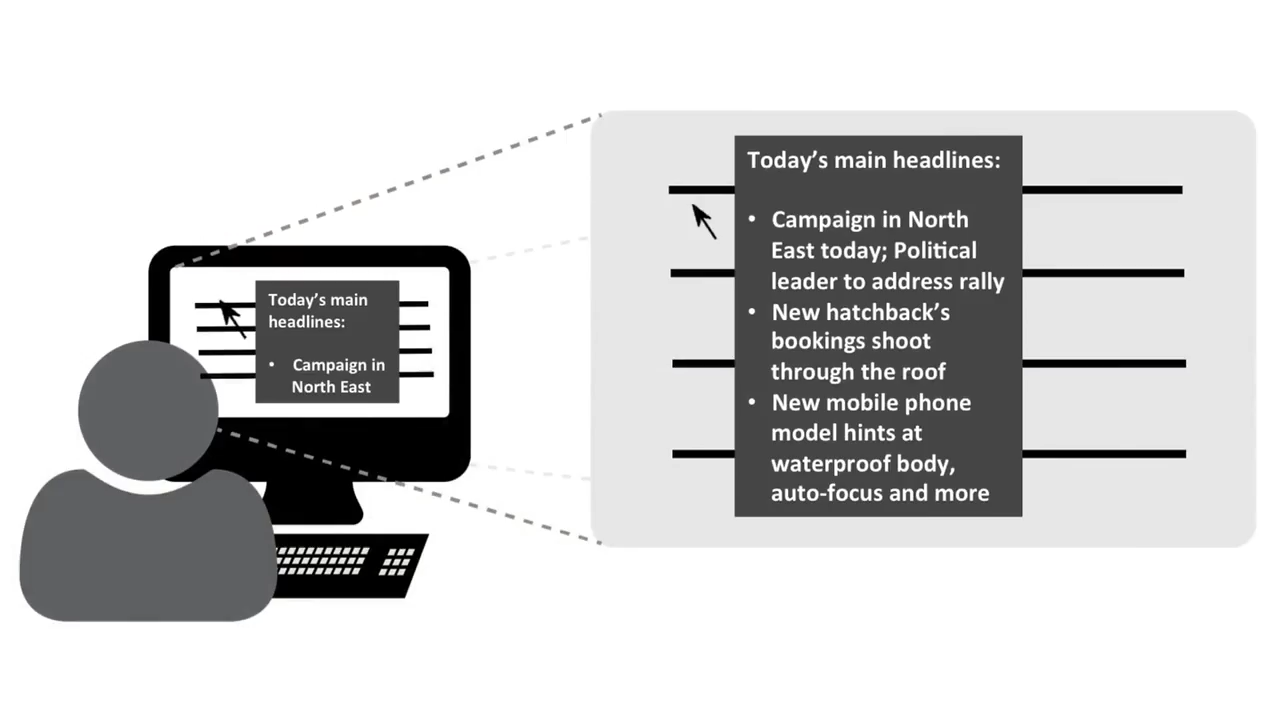 Today's main
headlines:
• Campaign in
North East
Today's main headlines:
• Campaign in North
East today; Political
leader to address rally
• New hatchback's
bookings shoot
through the roof
• New mobile phone
model hints at
waterproof body,
auto-focus and more